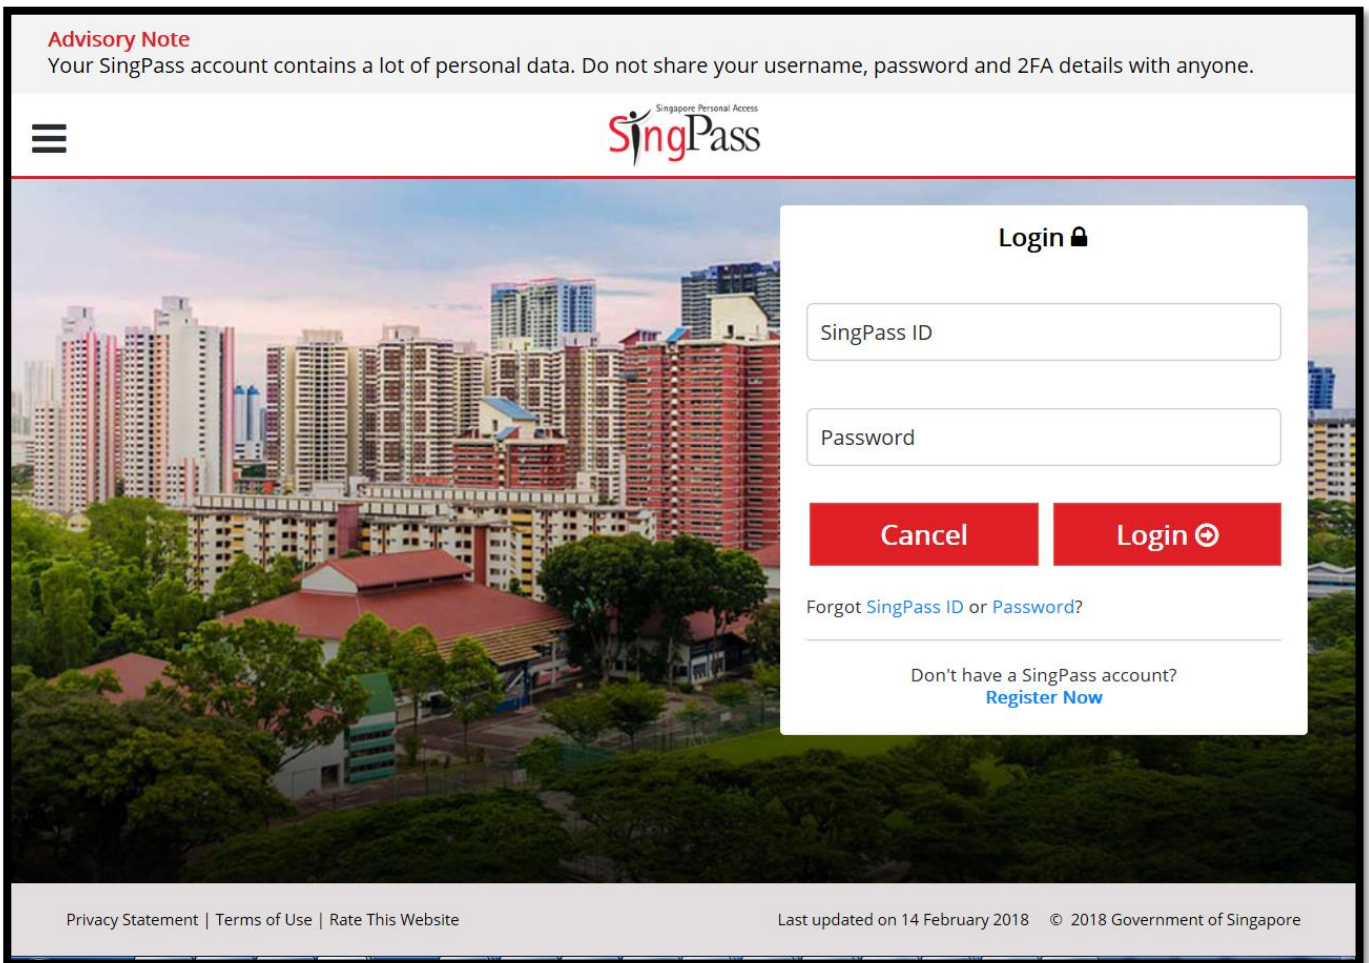 Advisory Note
Your SingPass account contains a lot of personal data. Do not share your username, password and 2FA details with anyone.
Singapore Personal Access
SingPass
Login
SingPass ID
Password
Cancel
Login
Forgot SingPass ID or Password?
Don't have a SingPass account?
Register Now
Privacy Statement | Terms of Use | Rate This Website
Last updated on 14 February 2018 © 2018 Government of Singapore